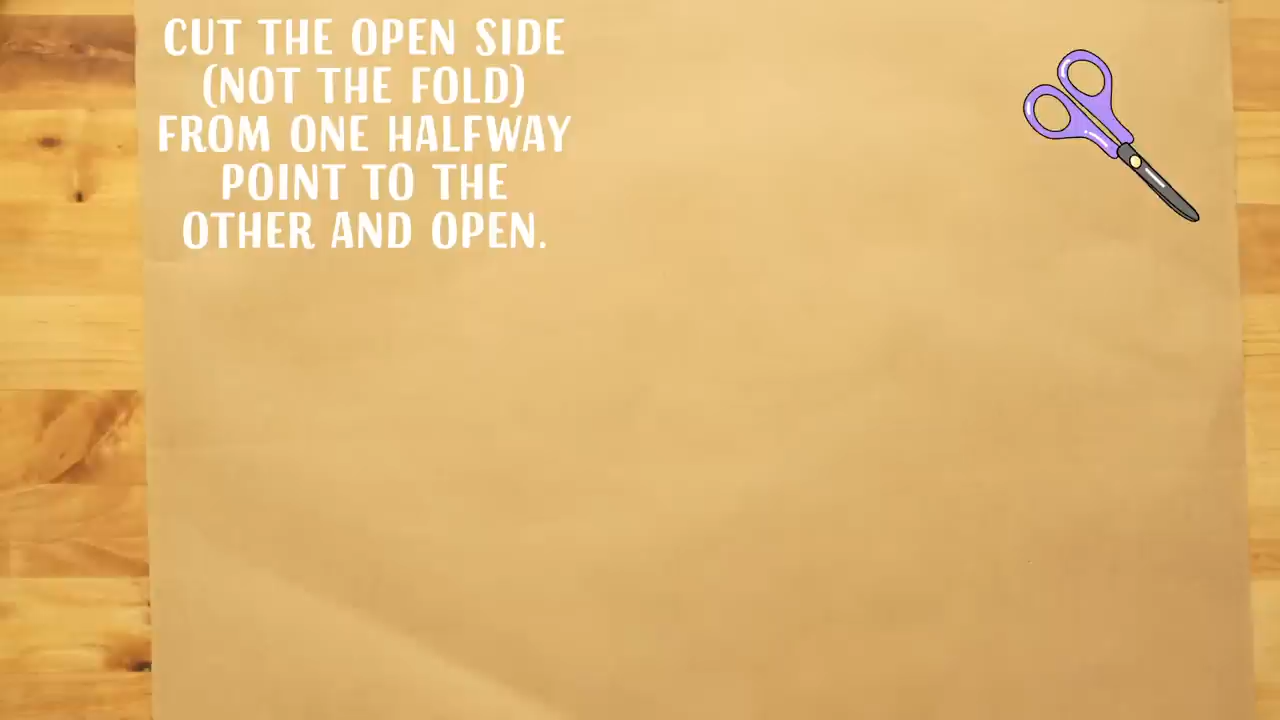 CUT THE OPEN SIDE
(NOT THE FOLD)
FROM ONE HALFWAY
POINT TO THE
OTHER AND OPEN.